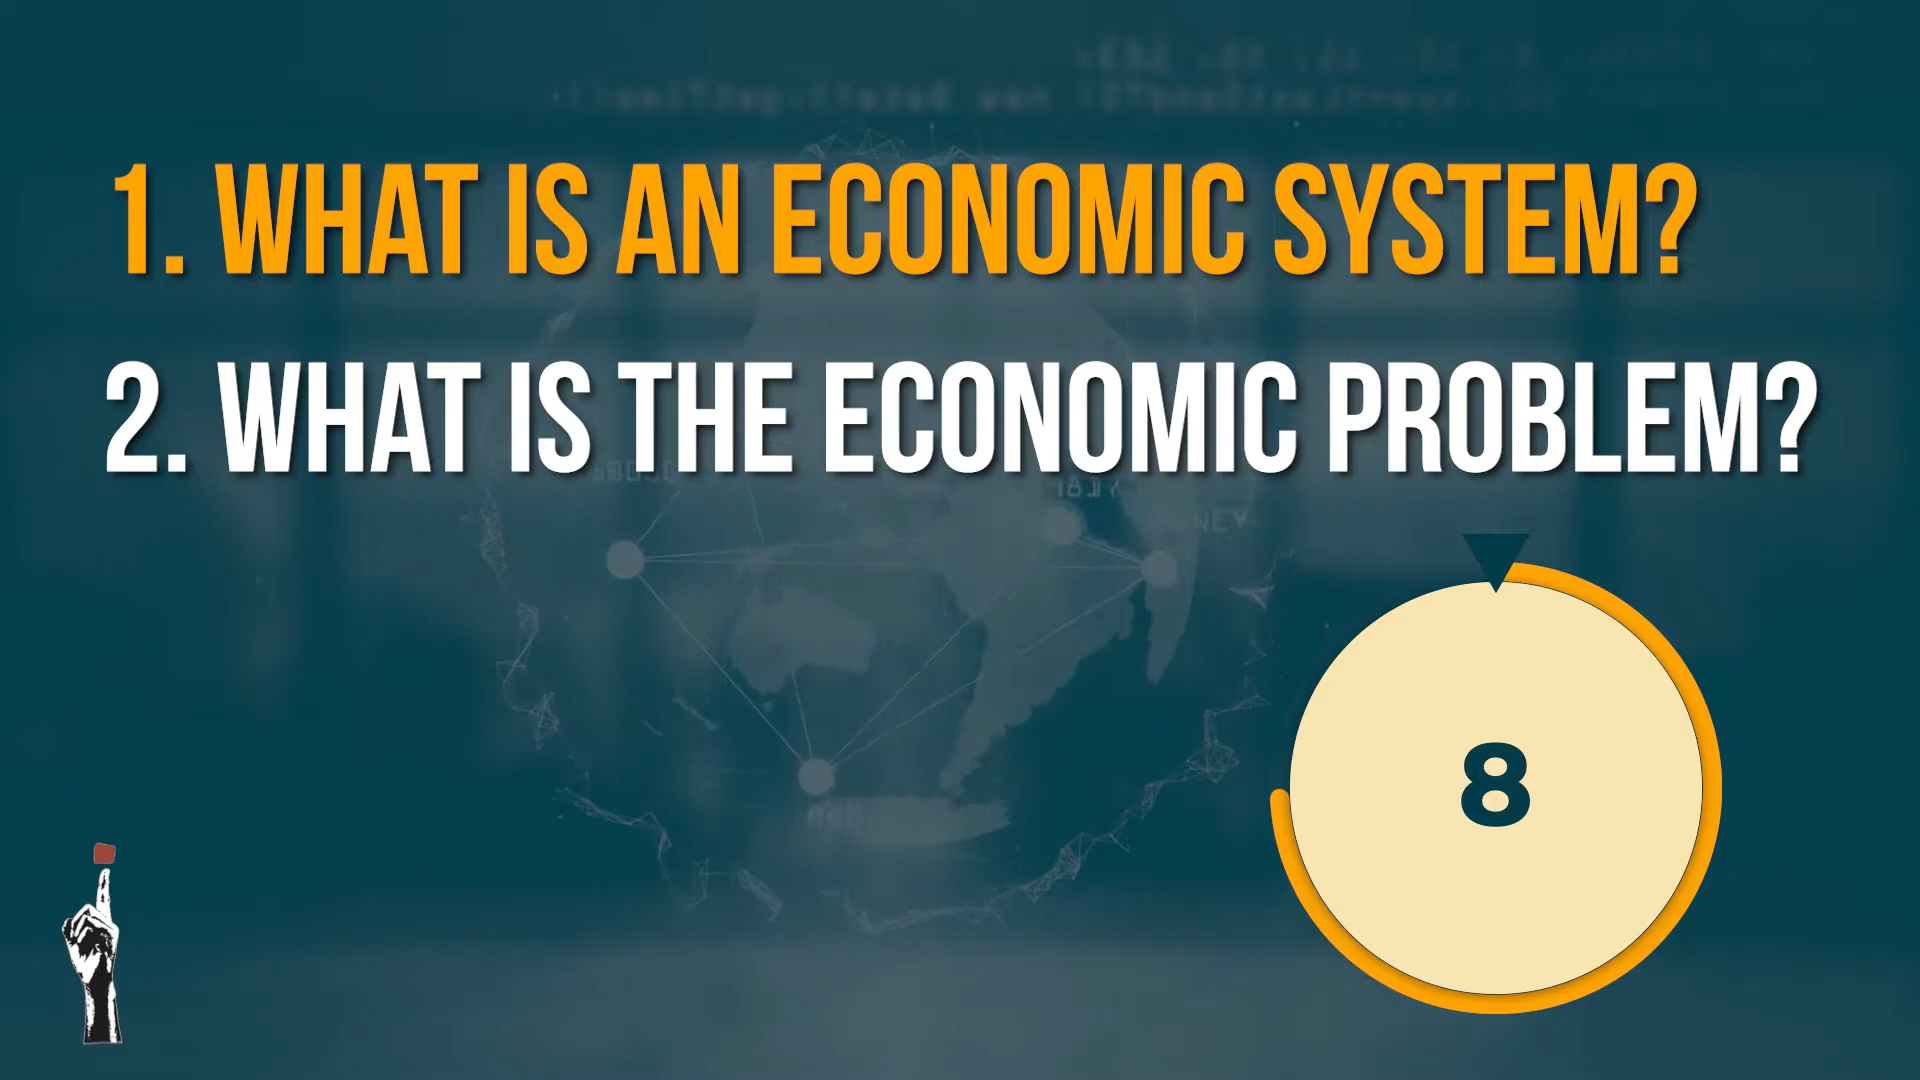 1. WHAT IS AN ECONOMIC SYSTEM?
2. WHAT IS THE ECONOMIC PROBLEM?
8